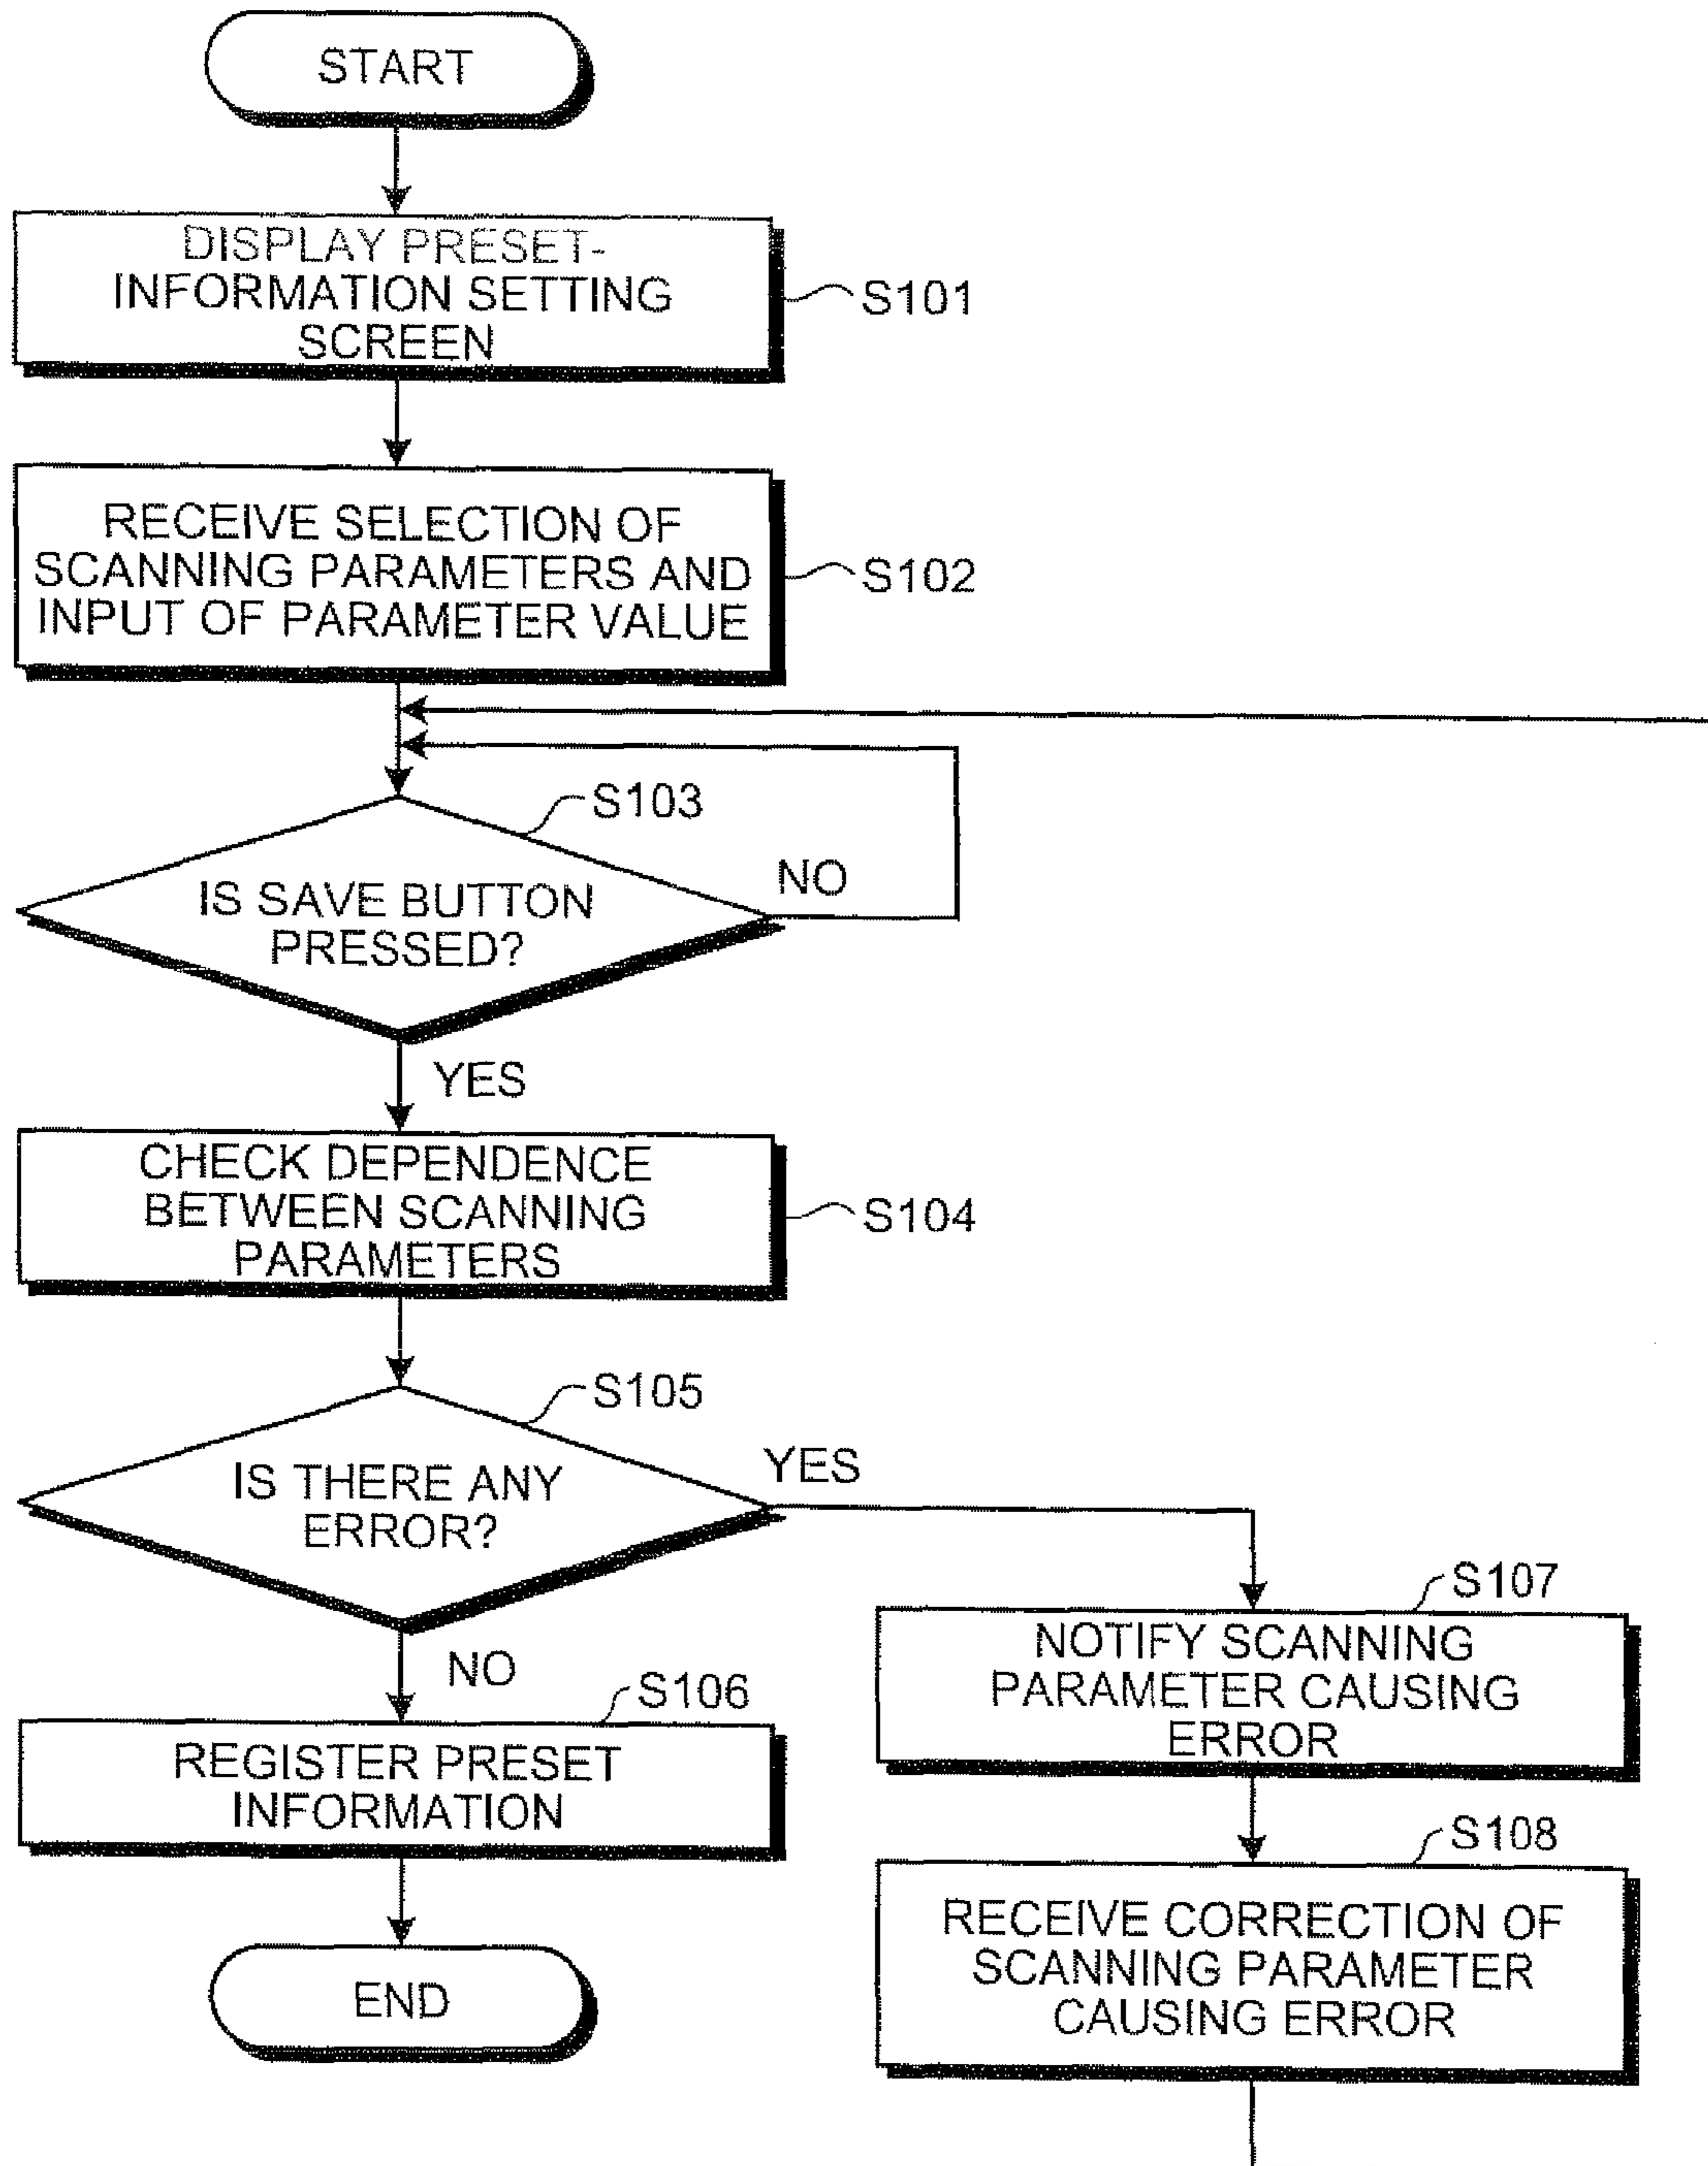 START
DISPLAY PRESET-
INFORMATION SETTING
SCREEN
S101
RECEIVE SELECTION OF
SCANNING PARAMETERS AND
INPUT OF PARAMETER VALUE
S102
S103
IS SAVE BUTTON
PRESSED?
NO
YES
CHECK DEPENDENCE
BETWEEN SCANNING
PARAMETERS
S104
S105
IS THERE ANY
ERROR?
YES
NO
S106
REGISTER PRESET
INFORMATION
END
S107
NOTIFY SCANNING
PARAMETER CAUSING
ERROR
S108
RECEIVE CORRECTION OF
SCANNING PARAMETER
CAUSING ERROR